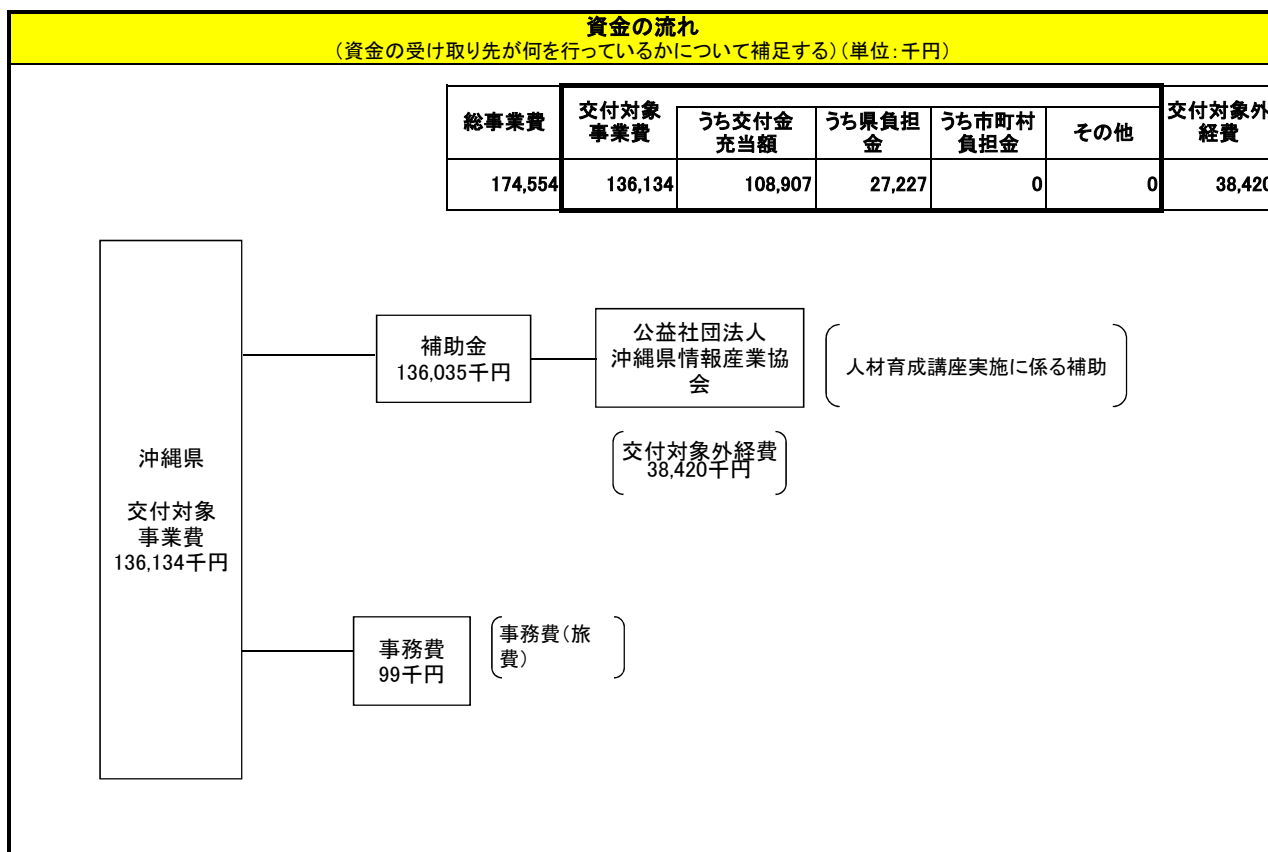 資金の流れ
（資金の受け取り先が何を行っているかについて補足する）（単位：千円）
総事業費
交付対象
事業費
うち交付金
充当額
うち県負担
金
うち市町村
負担金
その他
交付対象外
経費
174,554
136,134
108,907
27,227
0
0
38,420
補助金
136,035千円
公益社団法人
沖縄県情報産業協
会
人材育成講座実施に係る補助
交付対象外経費
38,420千円
沖縄県
交付対象
事業費
136,134千円
事務費
99千円
事務費（旅
費）